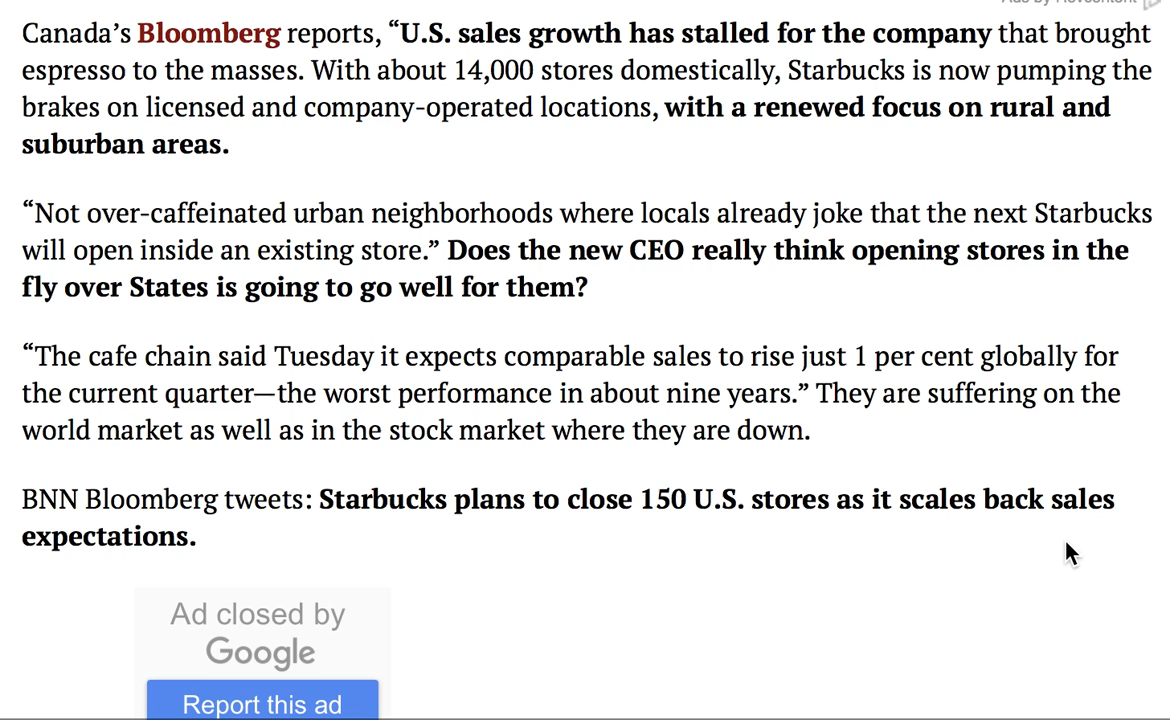 Ads by Revcontent
Canada’s Bloomberg reports, “U.S. sales growth has stalled for the company that brought
espresso to the masses. With about 14,000 stores domestically, Starbucks is now pumping the
brakes on licensed and company-operated locations, with a renewed focus on rural and
suburban areas.
“Not over-caffeinated urban neighborhoods where locals already joke that the next Starbucks
will open inside an existing store.” Does the new CEO really think opening stores in the
fly over States is going to go well for them?
“The cafe chain said Tuesday it expects comparable sales to rise just 1 per cent globally for
the current quarter—the worst performance in about nine years.” They are suffering on the
world market as well as in the stock market where they are down.
BNN Bloomberg tweets: Starbucks plans to close 150 U.S. stores as it scales back sales
expectations.
Ad closed by
Google
Report this ad